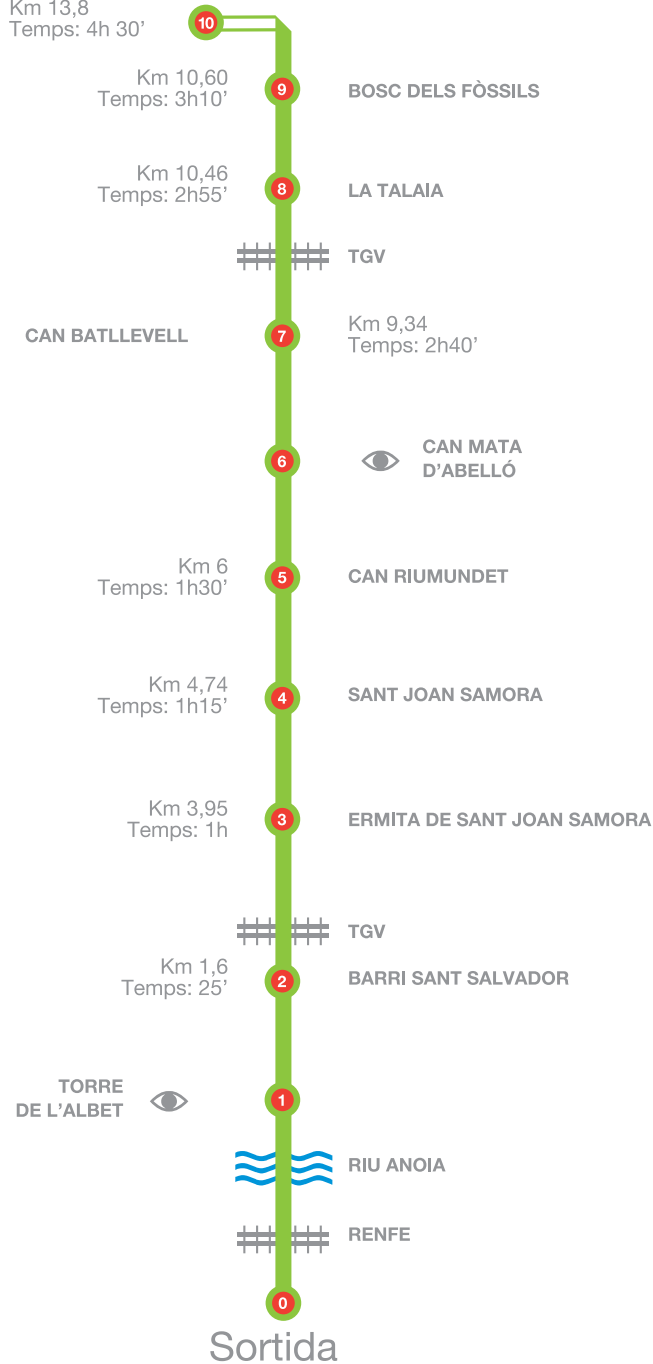 Km 13,8
Temps: 4h 30’
10
Km 10,60
Temps: 3h10’
9
BOSC DELS FÒSSILS
Km 10,46
Temps: 2h55’
8
LA TALAIA
TGV
CAN BATLLEVELL
7
Km 9,34
Temps: 2h40’
6
CAN MATA
D’ABELLÓ
Km 6
Temps: 1h30’
5
CAN RIUMUNDET
Km 4,74
Temps: 1h15’
4
SANT JOAN SAMORA
Km 3,95
Temps: 1h
3
ERMITA DE SANT JOAN SAMORA
TGV
Km 1,6
Temps: 25’
2
BARRI SANT SALVADOR
TORRE
DE L’ALBET
1
RIU ANOIA
RENFE
0
Sortida